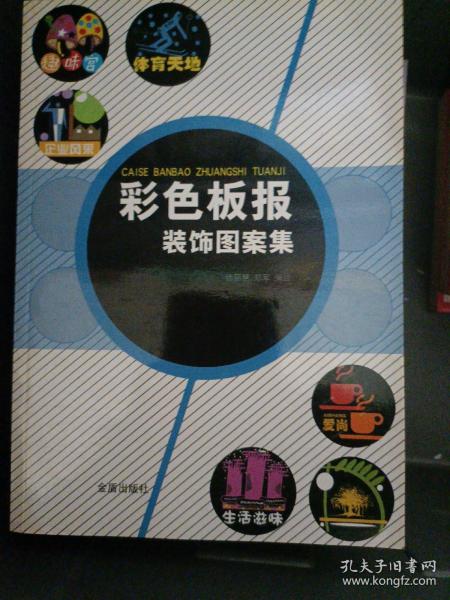 趣味宫
体育天地
企业风采
CAISE BANBAO ZHUANGSHI TUANJI
彩色板报
装饰图案集
爱尚
生活滋味
金盾出版社
孔夫子旧书网
www.kongfz.com